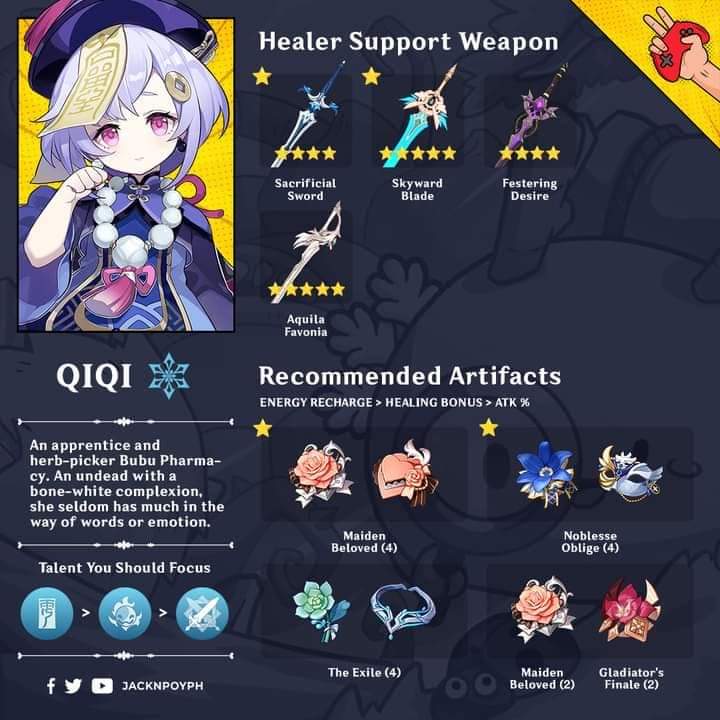 Healer Support Weapon
Sacrificial
Sword
Skyward
Blade
Festering
Desire
Aquila
Favonia
QIQI
An apprentice and
herb-picker Bubu Pharma-
cy. An undead with a
bone-white complexion,
she seldom has much in the
way of words or emotion.
Talent You Should Focus
> >
JACKNPOYPH
Recommended Artifacts
ENERGY RECHARGE > HEALING BONUS > ATK %
Maiden
Beloved (4)
Noblesse
Oblige (4)
The Exile (4)
Maiden
Beloved (2)
Gladiator's
Finale (2)